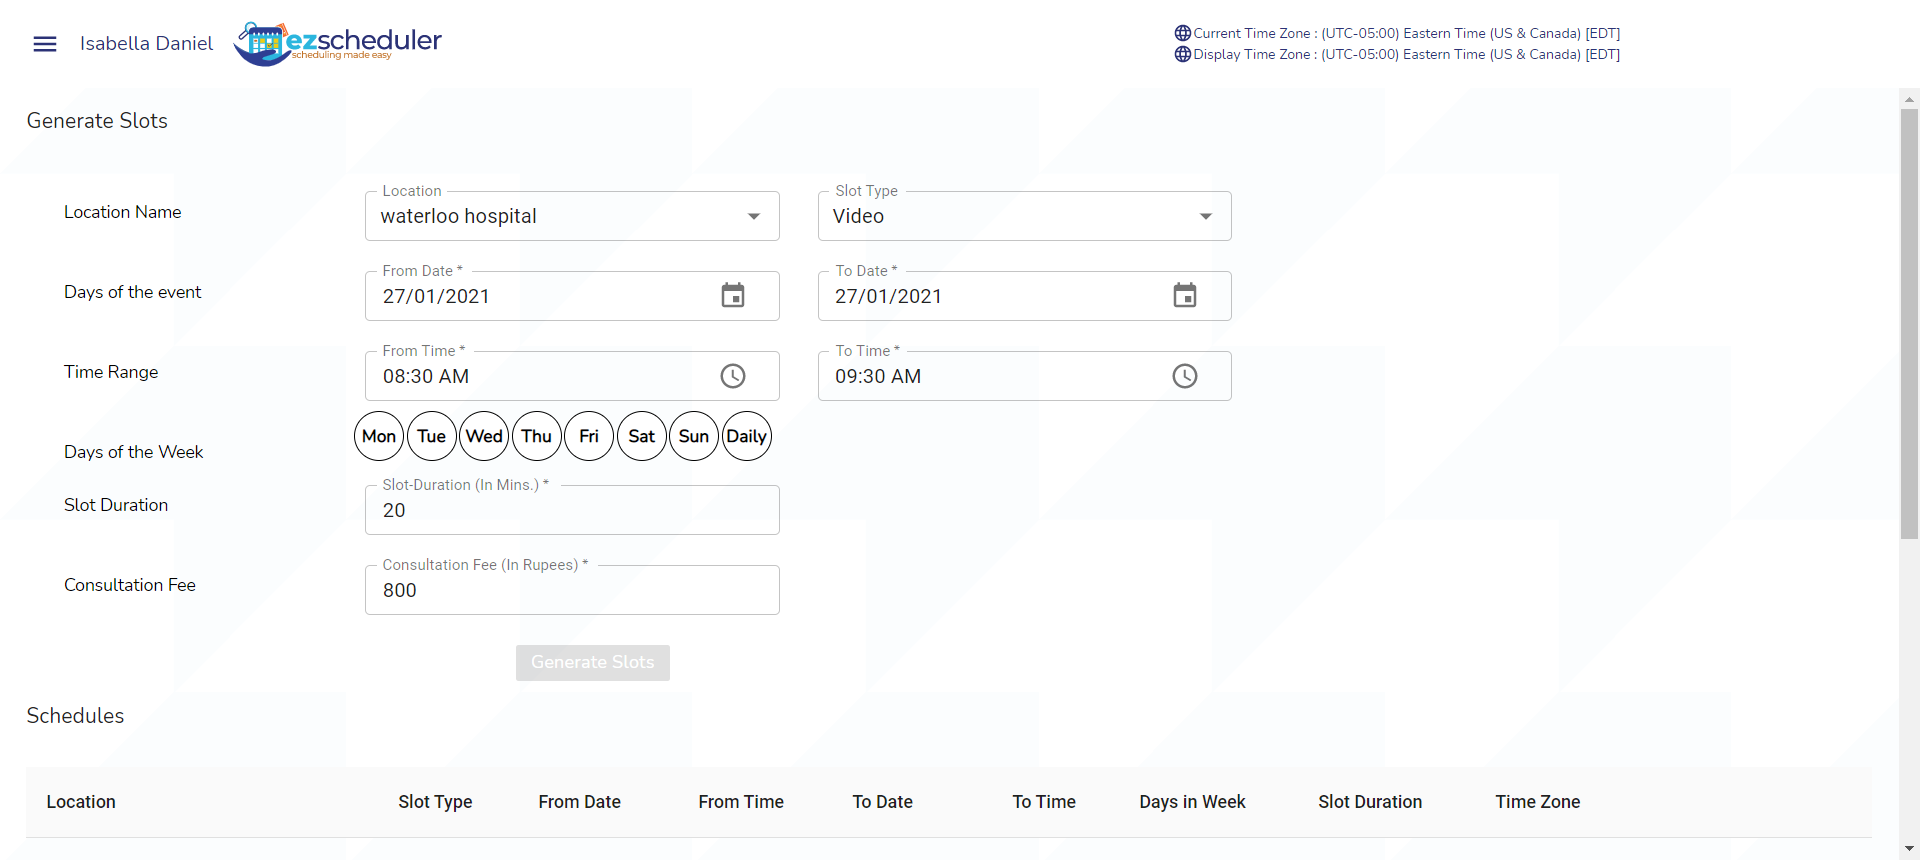 Isabella Daniel
ezscheduler
scheduling made easy
Current Time Zone : (UTC-05:00) Eastern Time (US & Canada) [EDT]
Display Time Zone : (UTC-05:00) Eastern Time (US & Canada) [EDT]
Generate Slots
Location Name
Location
waterloo hospital
Slot Type
Video
Days of the event
From Date *
27/01/2021
To Date *
27/01/2021
Time Range
From Time *
08:30 AM
To Time *
09:30 AM
Days of the Week
Mon Tue Wed Thu Fri Sat Sun Daily
Slot Duration
Slot-Duration (In Mins.) *
20
Consultation Fee
Consultation Fee (In Rupees) *
800
Generate Slots
Schedules
Location Slot Type From Date From Time To Date To Time Days in Week Slot Duration Time Zone